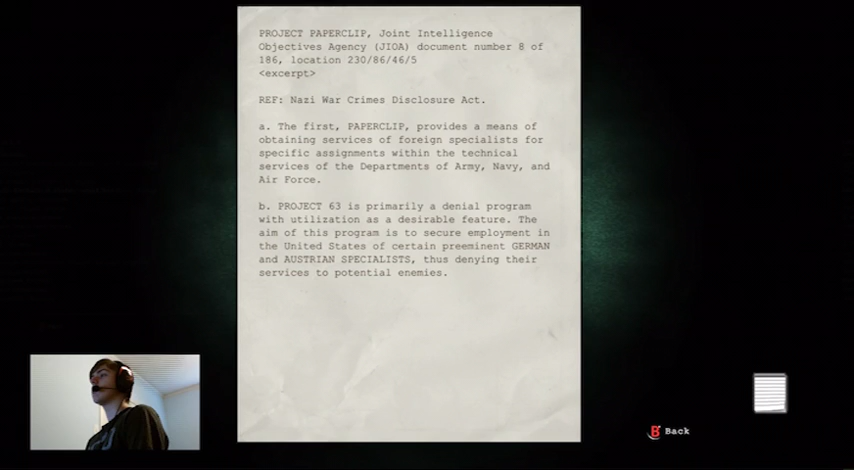 PROJECT PAPERCLIP, Joint Intelligence
Objectives Agency (JIOA) document number 8 of
186, location 230/86/46/5
<excerpt>
REF: Nazi War Crimes Disclosure Act.
a. The first, PAPERCLIP, provides a means of
obtaining services of foreign specialists for
specific assignments within the technical
services of the Departments of Army, Navy, and
Air Force.
b. PROJECT 63 is primarily a denial program
with utilization as a desirable feature. The
aim of this program is to secure employment in
the United States of certain preeminent GERMAN
and AUSTRIAN SPECIALISTS, thus denying their
services to potential enemies.
B Back